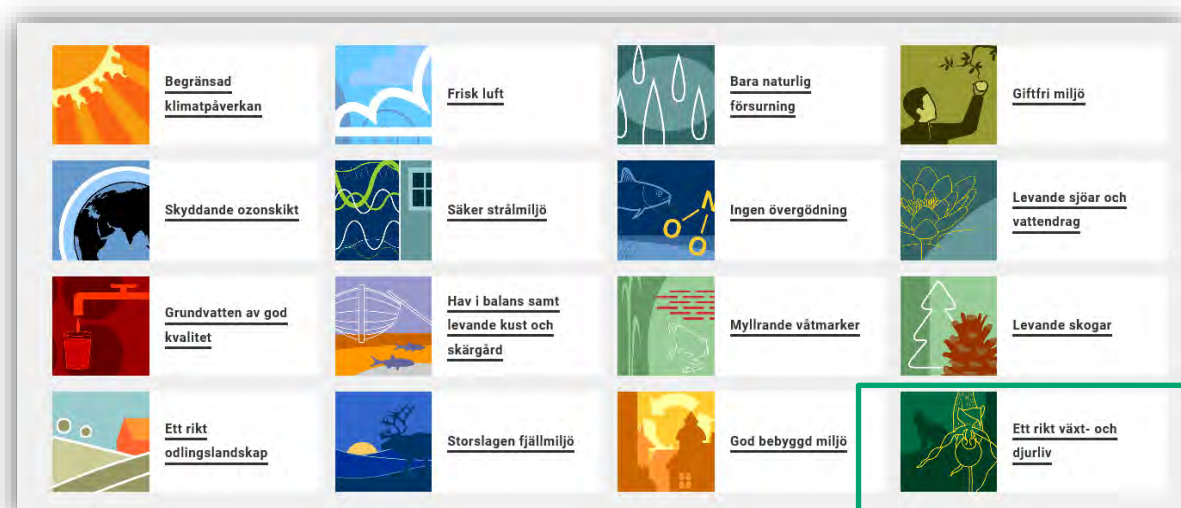 Begränsad
klimatpåverkan
Frisk luft
Bara naturlig
försurning
Giftfri miljö
Skyddande ozonskikt
Säker strålmiljö
Ingen övergödning
N
O
O
Levande sjöar och
vattendrag
Grundvatten av god
kvalitet
Hav i balans samt
levande kust och
skärgård
Myllrande våtmarker
Levande skogar
Ett rikt
odlingslandskap
Storslagen fjällmiljö
God bebyggd miljö
Ett rikt växt- och
djurliv